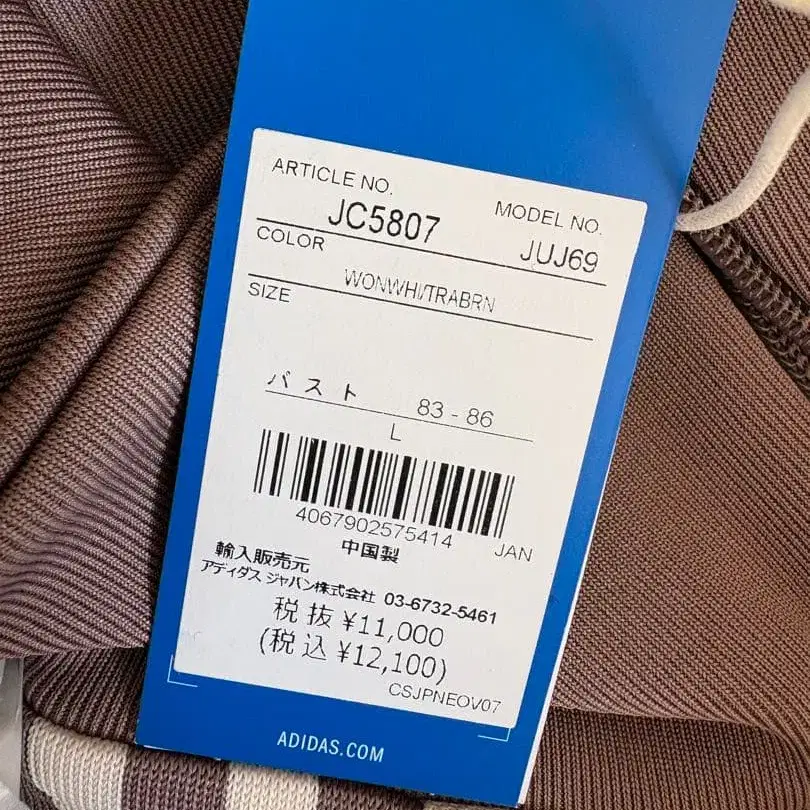 ARTICLE NO.
JC5807
MODEL NO.
JUJ69
COLOR
WONWHI/TRABRN
SIZE
バスト 83 - 86
L
4067902575414 JAN
中国製
輸入販売元
アディダス ジャパン株式会社 03-6732-5461
税抜 ¥11,000
(税込 ¥12,100)
CSJPNEOV07
ADIDAS.COM